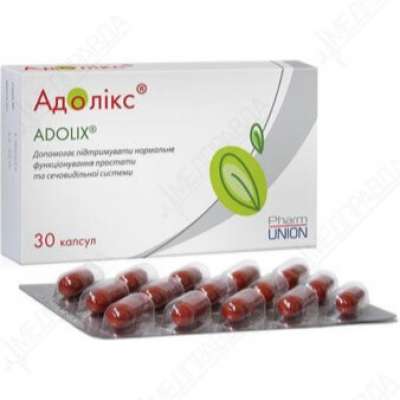 Адолікс®
ADOLIX®
Допомагає підтримувати нормальне
функціонування простати
та сечовидільної системи
30 капсул
Pharm
UNION